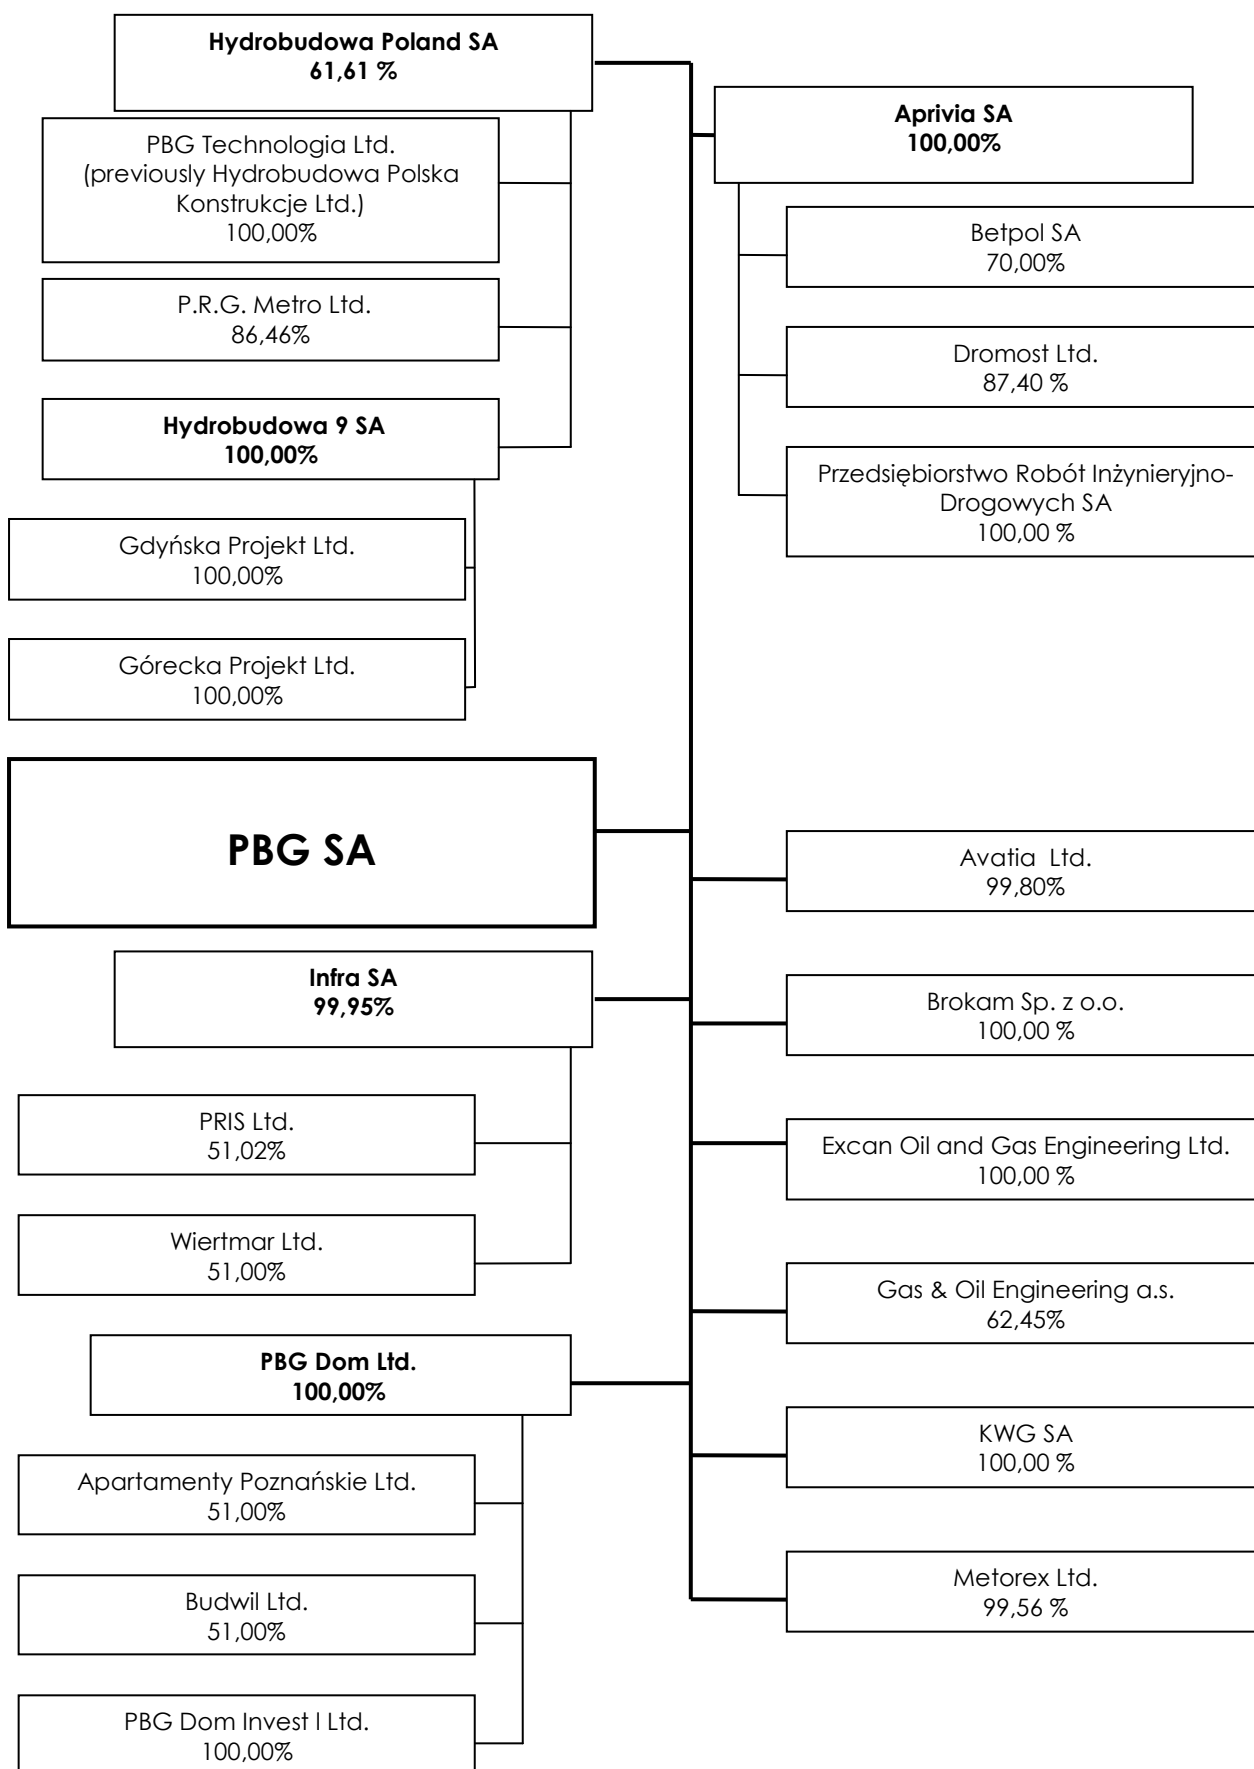 Hydrobudowa Poland SA
61,61 %
PBG Technologia Ltd.
(previously Hydrobudowa Polska
Konstrukcje Ltd.)
100,00%
P.R.G. Metro Ltd.
86,46%
Hydrobudowa 9 SA
100,00%
Gdyńska Projekt Ltd.
100,00%
Górecka Projekt Ltd.
100,00%
Aprivia SA
100,00%
Betpol SA
70,00%
Dromost Ltd.
87,40 %
Przedsiębiorstwo Robót Inżynieryjno-
Drogowych SA
100,00 %
PBG SA
Infra SA
99,95%
PRIS Ltd.
51,02%
Wiertmar Ltd.
51,00%
PBG Dom Ltd.
100,00%
Apartamenty Poznańskie Ltd.
51,00%
Budwil Ltd.
51,00%
PBG Dom Invest I Ltd.
100,00%
Avatia  Ltd.
99,80%
Brokam Sp. z o.o.
100,00 %
Excan Oil and Gas Engineering Ltd.
100,00 %
Gas & Oil Engineering a.s.
62,45%
KWG SA
100,00 %
Metorex Ltd.
99,56 %